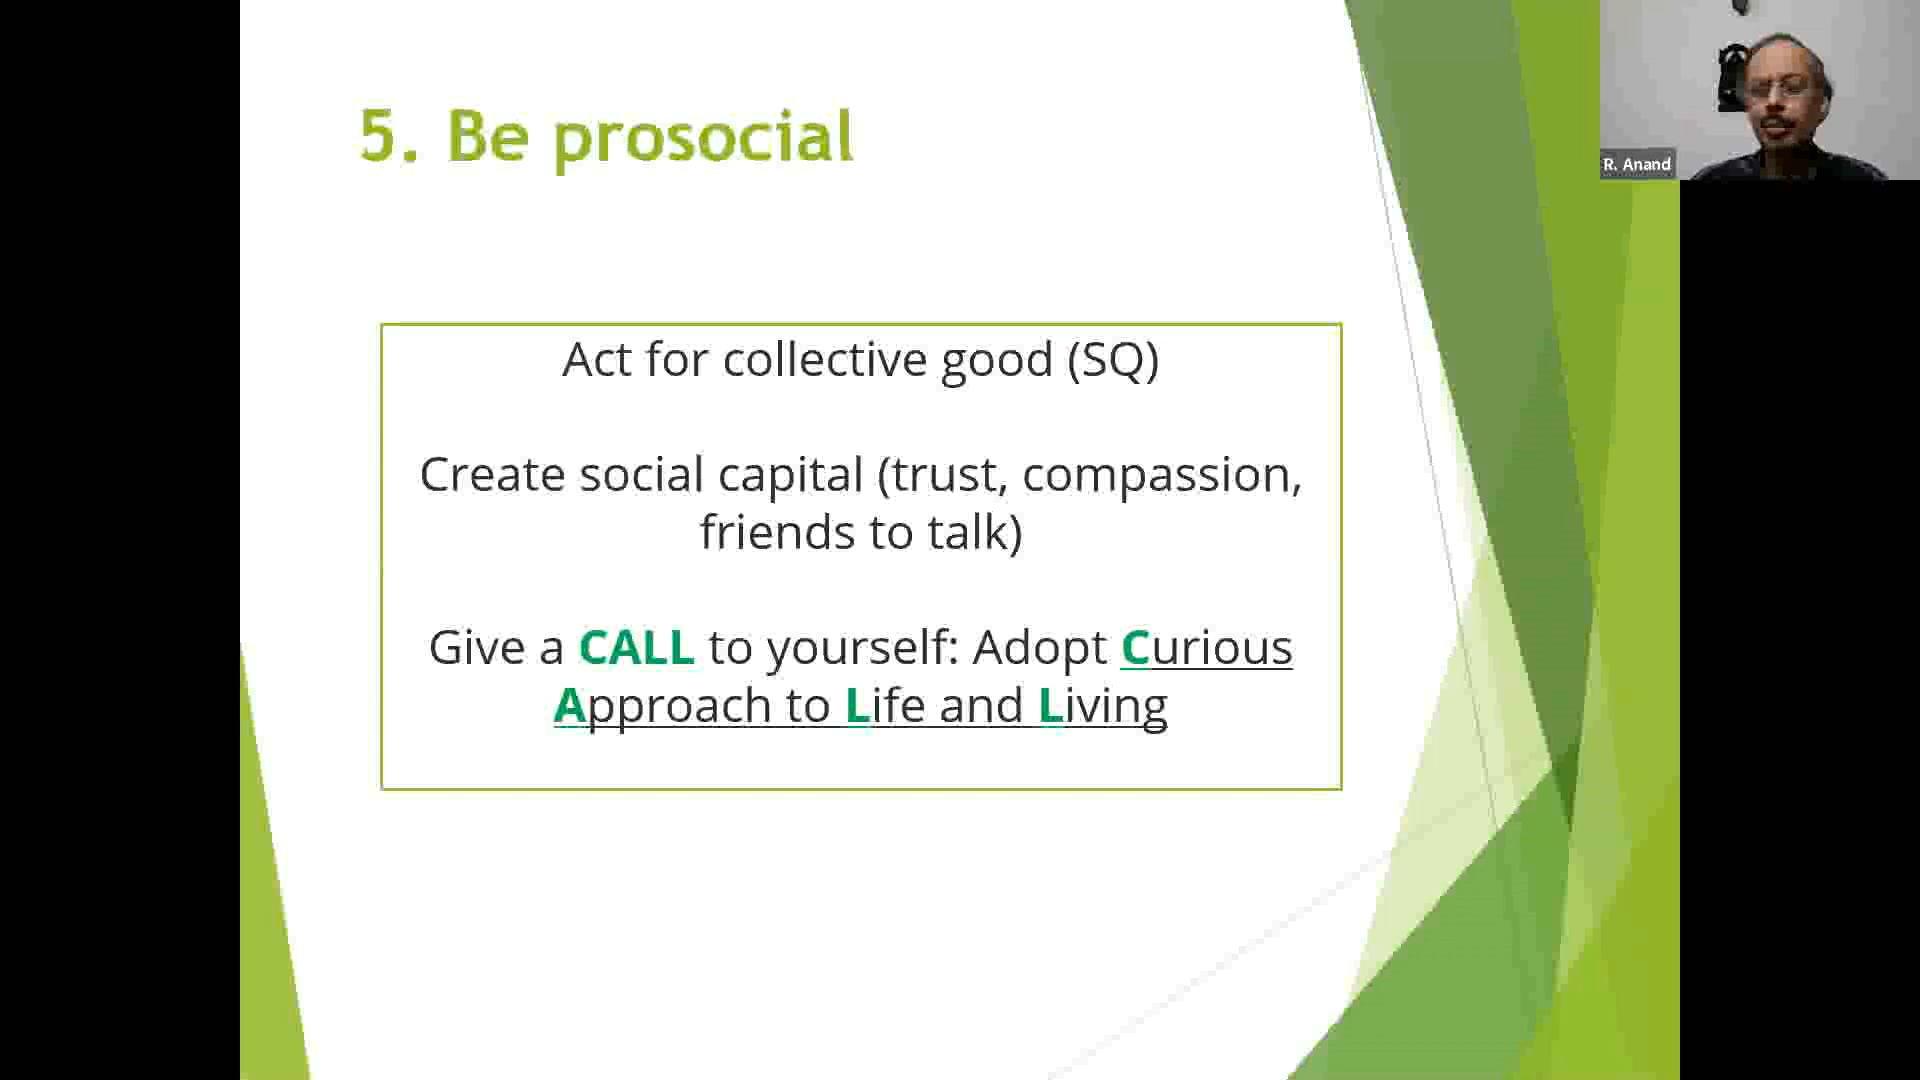 5. Be prosocial
R. Anand
Act for collective good (SQ)
Create social capital (trust, compassion,
friends to talk)
Give a CALL to yourself: Adopt Curious
Approach to Life and Living